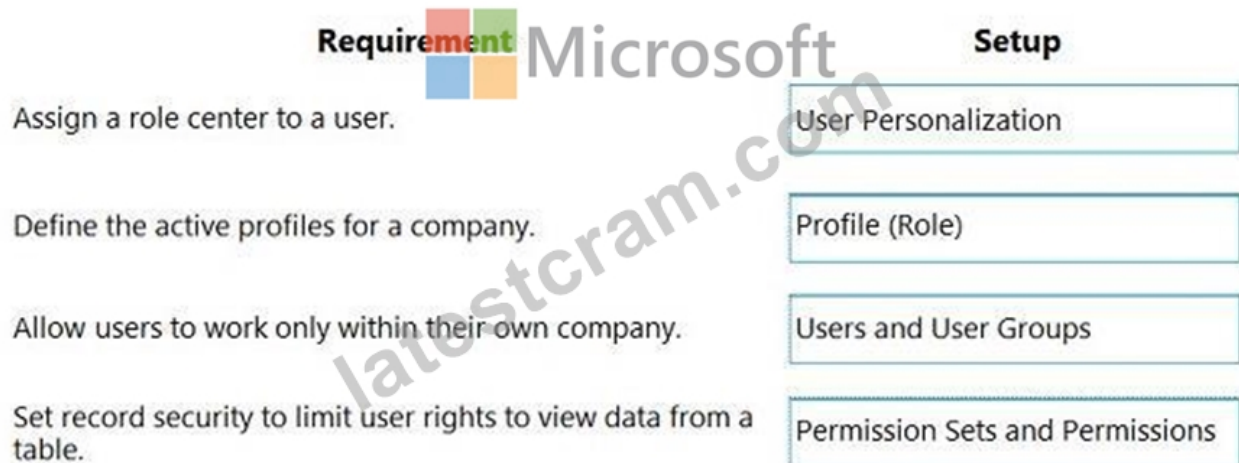 Requirement Setup
Microsoft
Assign a role center to a user. User Personalization
Define the active profiles for a company. Profile (Role)
Allow users to work only within their own company. Users and User Groups
Set record security to limit user rights to view data from a
table.
Permission Sets and Permissions
latestcram.com